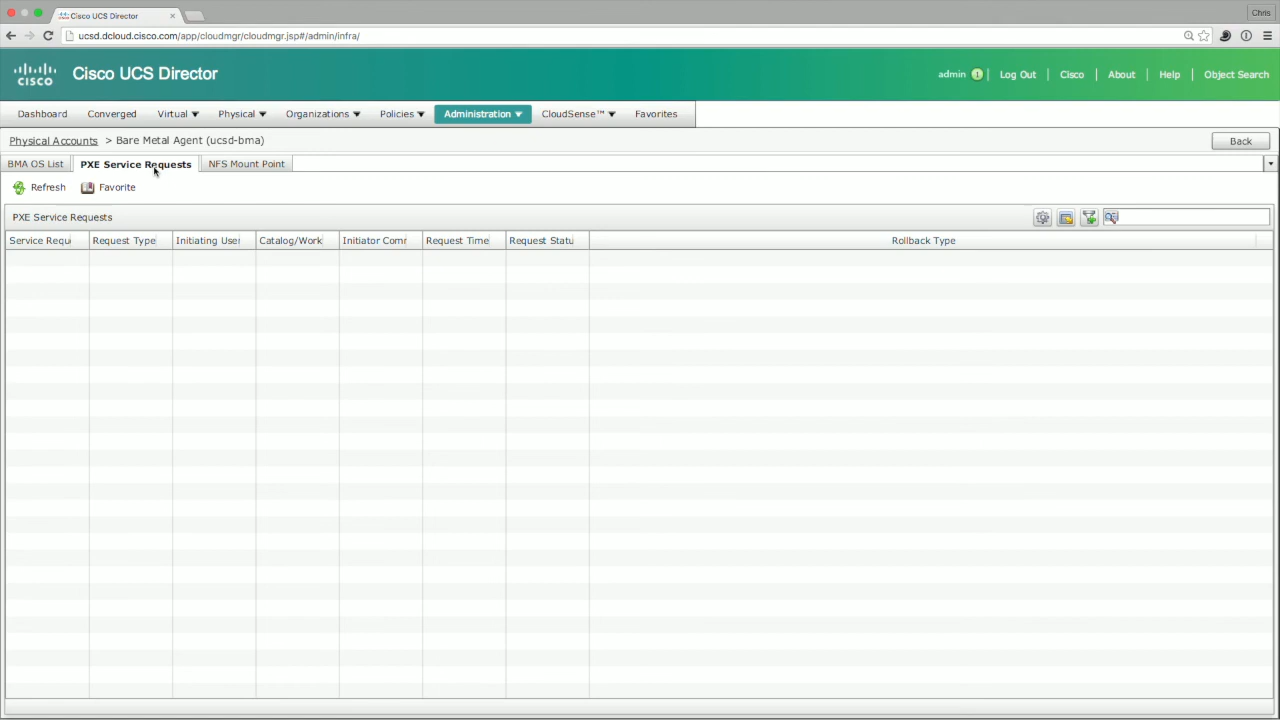 Cisco UCS Director
Chris
ucsd.dcloud.cisco.com/app/cloudmgr/cloudmgr.jsp#/admin/infra/
CISCO Cisco UCS Director admin 1 Log Out Cisco About Help Object Search
Dashboard Converged Virtual Physical Organizations Policies Administration CloudSense™ Favorites
Physical Accounts > Bare Metal Agent (ucsd-bma) Back
BMA OS List PXE Service Requests NFS Mount Point
Refresh Favorite
PXE Service Requests
Service Requ Request Type Initiating User Catalog/Work Initiator Comr Request Time Request Statu Rollback Type